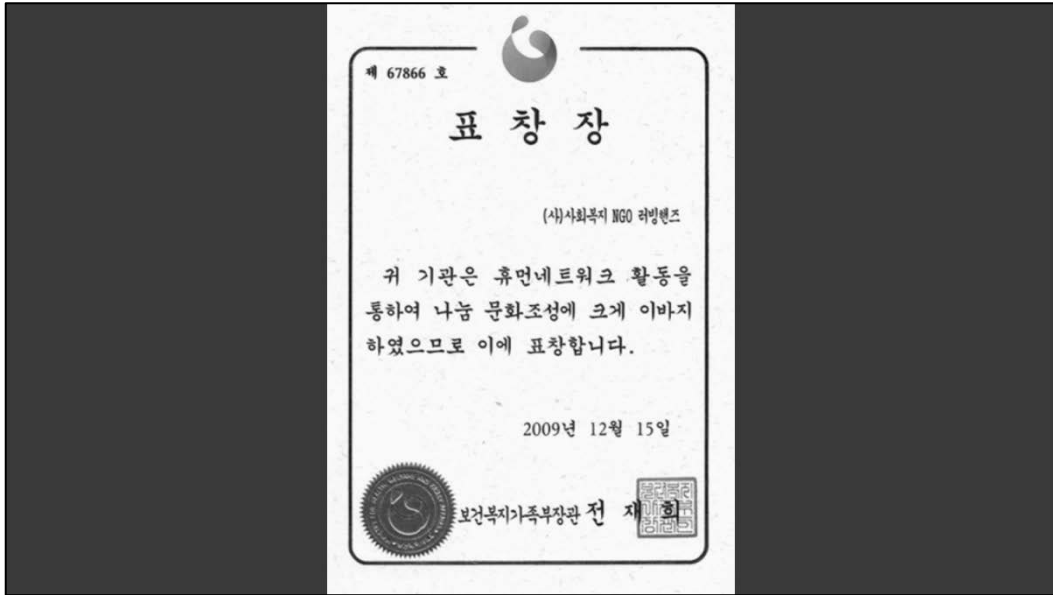 제 67866 호
표 창 장
(사)사회복지 NGO 러빙핸즈
귀 기관은 휴먼네트워크 활동을
통하여 나눔 문화조성에 크게 이바지
하였으므로 이에 표창합니다.
2009년 12월 15일
보건복지가족부장관 전 재 희